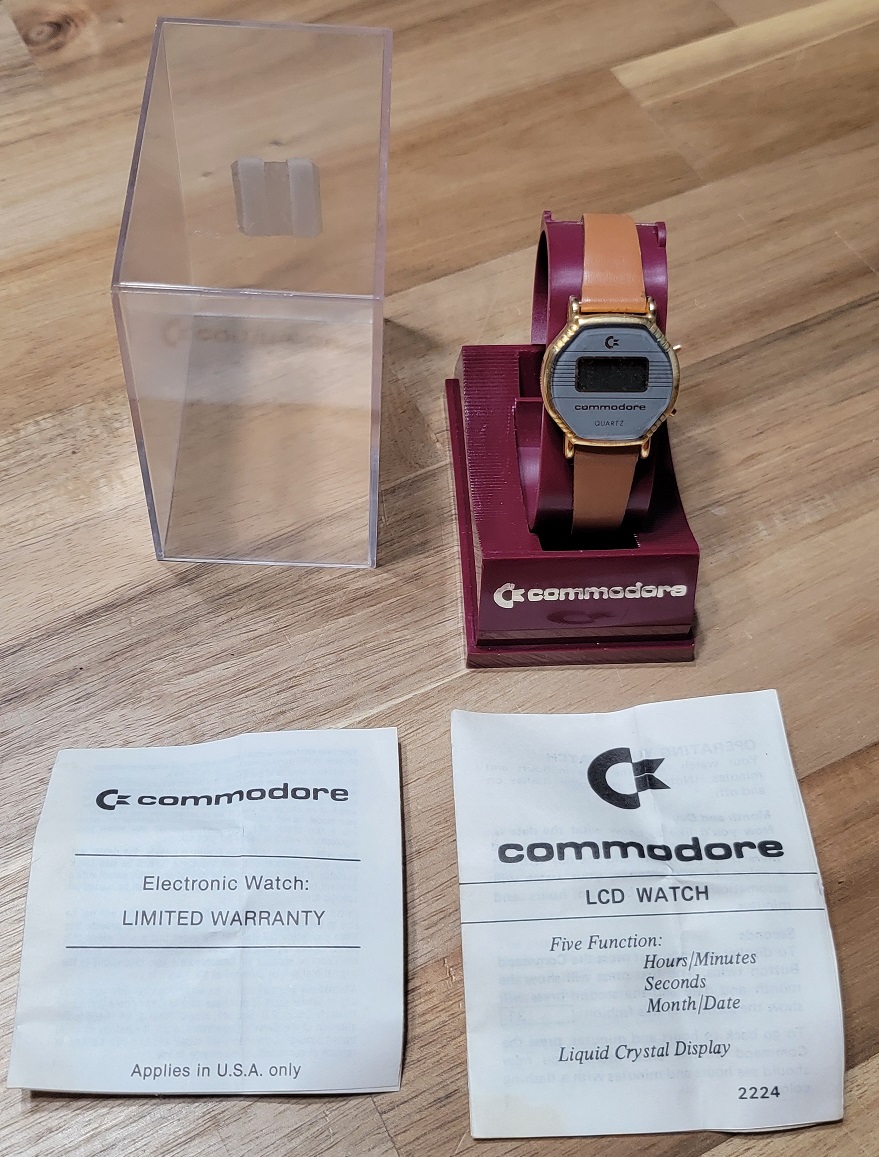 commodore
QUARTZ
commodore
commodore
Electronic Watch:
LIMITED WARRANTY
Applies in U.S.A. only
commodore
LCD WATCH
Five Function:
Hours/Minutes
Seconds
Month/Date
Liquid Crystal Display
2224